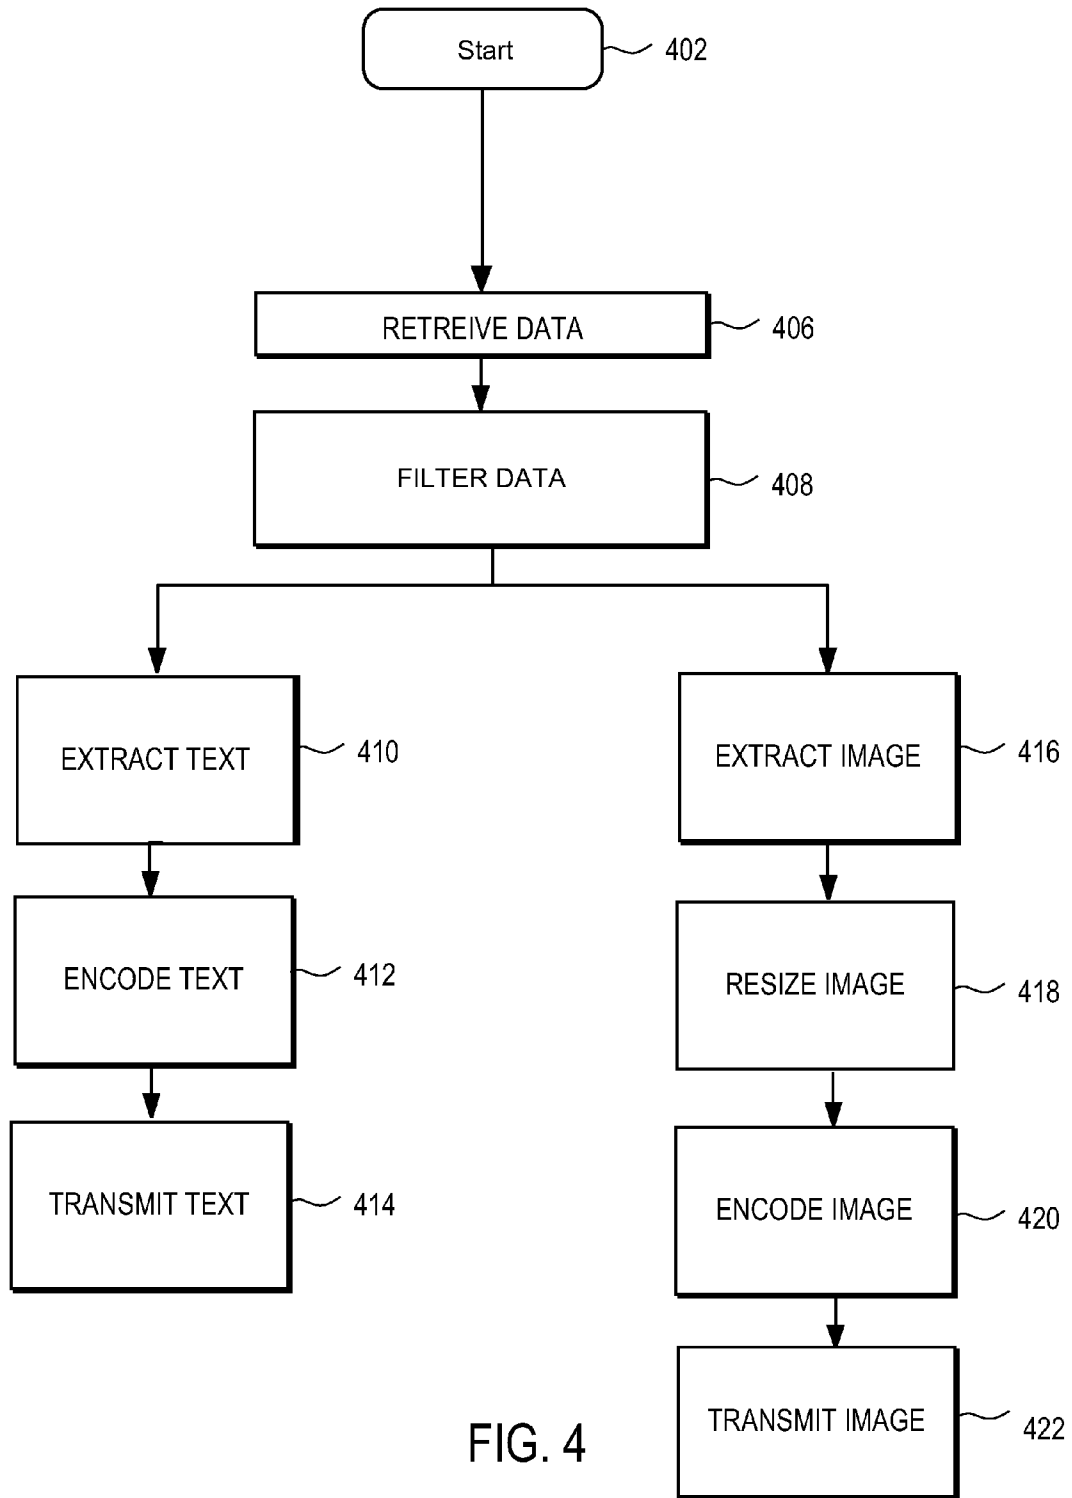 Start
402
RETREIVE DATA
406
FILTER DATA
408
EXTRACT TEXT
410
ENCODE TEXT
412
TRANSMIT TEXT
414
EXTRACT IMAGE
416
RESIZE IMAGE
418
ENCODE IMAGE
420
TRANSMIT IMAGE
422
FIG. 4